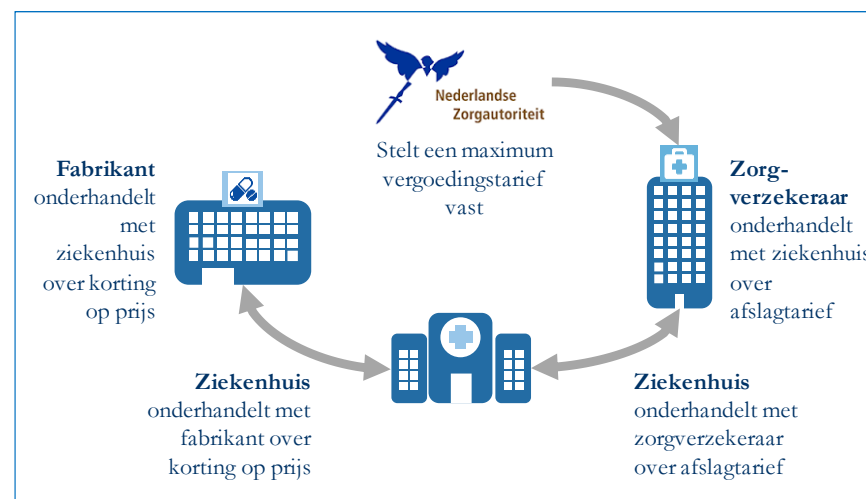 Nederlandse
Zorgautoriteit
Stelt een maximum
vergoedingstarief
vast
Fabrikant
onderhandelt
met
ziekenhuis
over korting
op prijs
Zorg-
verzekeraar
onderhandelt
met ziekenhuis
over
afslagtarief
Ziekenhuis
onderhandelt met
fabrikant over
korting op prijs
Ziekenhuis
onderhandelt met
zorgverzekeraar
over afslagtarief